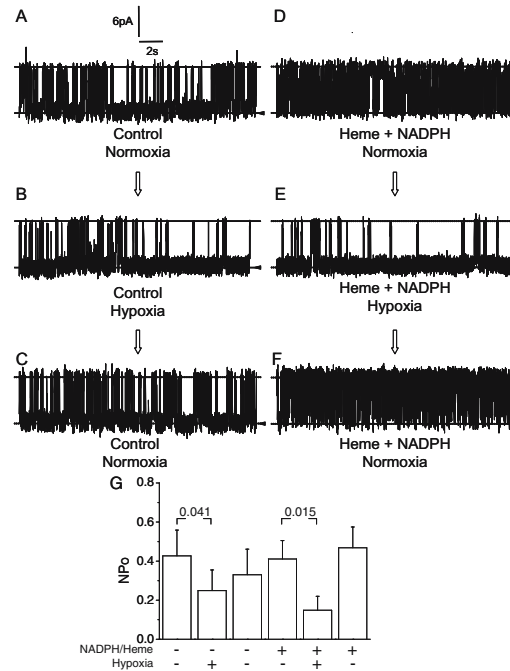 A
6pA
2s
D
Control
Normoxia
Heme + NADPH
Normoxia
B
E
Control
Hypoxia
Heme + NADPH
Hypoxia
C
F
Control
Normoxia
Heme + NADPH
Normoxia
G
0.8
0.6
0.4
0.2
0.0
NPo
0.041
0.015
NADPH/Heme - - - + + +
Hypoxia - + - - + -